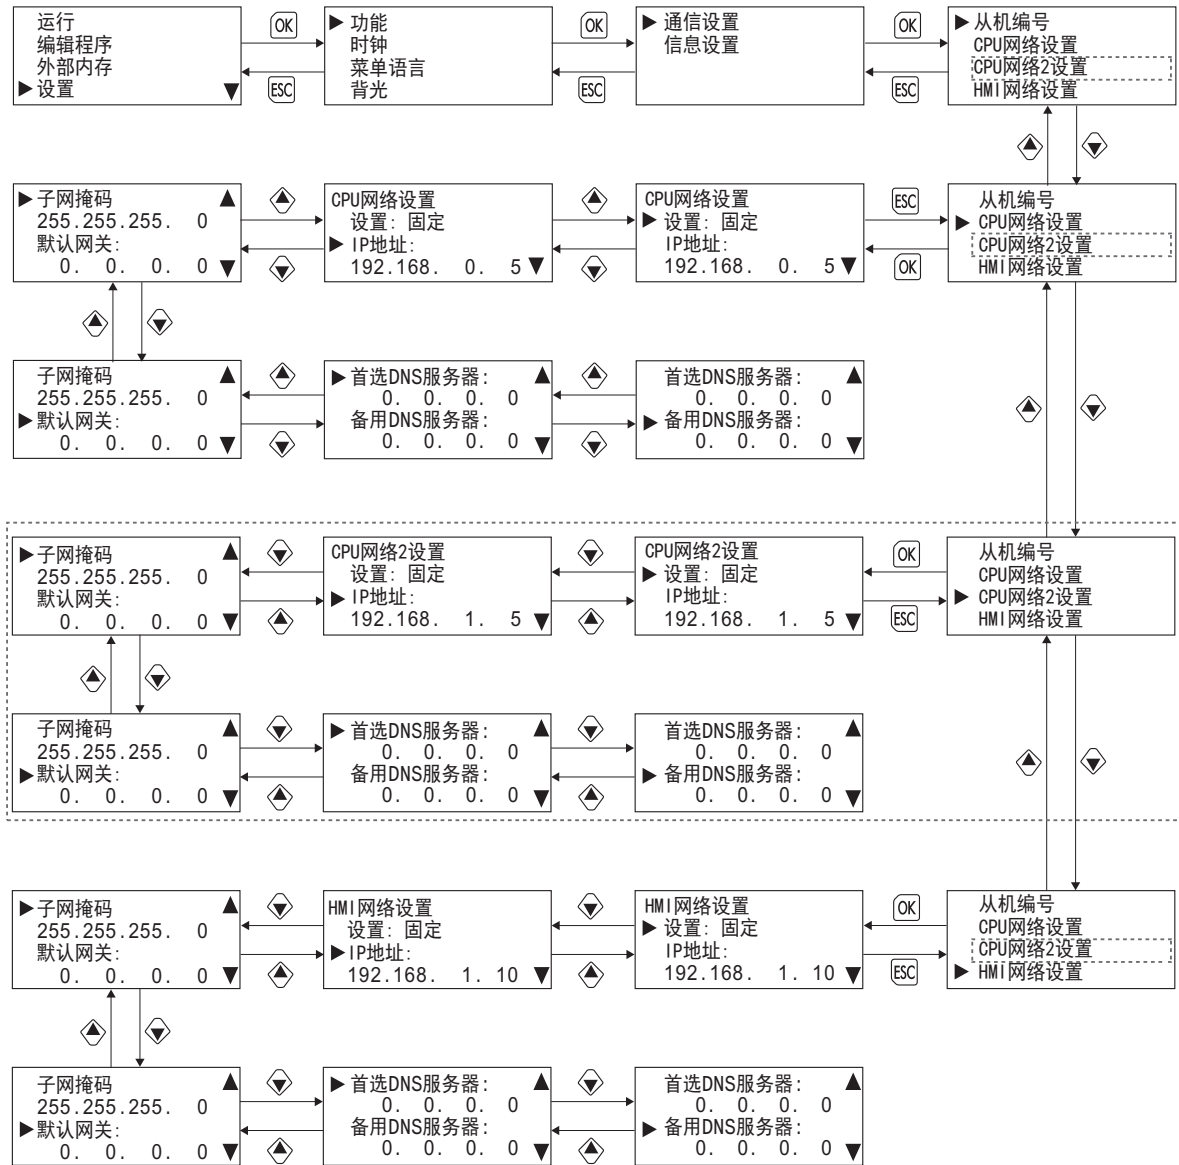 运行
编辑程序
外部内存
▶设置 ▼
OK
ESC
▶功能
时钟
菜单语言
背光
OK
ESC
▶通信设置
信息设置
OK
ESC
▶从机编号
CPU网络设置
CPU网络2设置
HMI网络设置
▶子网掩码 ▲
255.255.255. 0
默认网关:
0. 0. 0. 0 ▼
CPU网络设置
设置: 固定
▶IP地址:
192.168. 0. 5 ▼
CPU网络设置
▶设置: 固定
IP地址:
192.168. 0. 5 ▼
ESC
OK
从机编号
▶CPU网络设置
CPU网络2设置
HMI网络设置
子网掩码 ▲
255.255.255. 0
▶默认网关:
0. 0. 0. 0 ▼
▶首选DNS服务器: ▲
0. 0. 0. 0
备用DNS服务器:
0. 0. 0. 0 ▼
首选DNS服务器: ▲
0. 0. 0. 0
▶备用DNS服务器:
0. 0. 0. 0 ▼
▶子网掩码 ▲
255.255.255. 0
默认网关:
0. 0. 0. 0 ▼
CPU网络2设置
设置: 固定
▶IP地址:
192.168. 1. 5 ▼
CPU网络2设置
▶设置: 固定
IP地址:
192.168. 1. 5 ▼
OK
ESC
从机编号
CPU网络设置
▶CPU网络2设置
HMI网络设置
子网掩码 ▲
255.255.255. 0
▶默认网关:
0. 0. 0. 0 ▼
▶首选DNS服务器: ▲
0. 0. 0. 0
备用DNS服务器:
0. 0. 0. 0 ▼
首选DNS服务器: ▲
0. 0. 0. 0
▶备用DNS服务器:
0. 0. 0. 0 ▼
▶子网掩码 ▲
255.255.255. 0
默认网关:
0. 0. 0. 0 ▼
HMI网络设置
设置: 固定
▶IP地址:
192.168. 1. 10 ▼
HMI网络设置
▶设置: 固定
IP地址:
192.168. 1. 10 ▼
OK
ESC
从机编号
CPU网络设置
CPU网络2设置
▶HMI网络设置
子网掩码 ▲
255.255.255. 0
▶默认网关:
0. 0. 0. 0 ▼
▶首选DNS服务器: ▲
0. 0. 0. 0
备用DNS服务器:
0. 0. 0. 0 ▼
首选DNS服务器: ▲
0. 0. 0. 0
▶备用DNS服务器:
0. 0. 0. 0 ▼